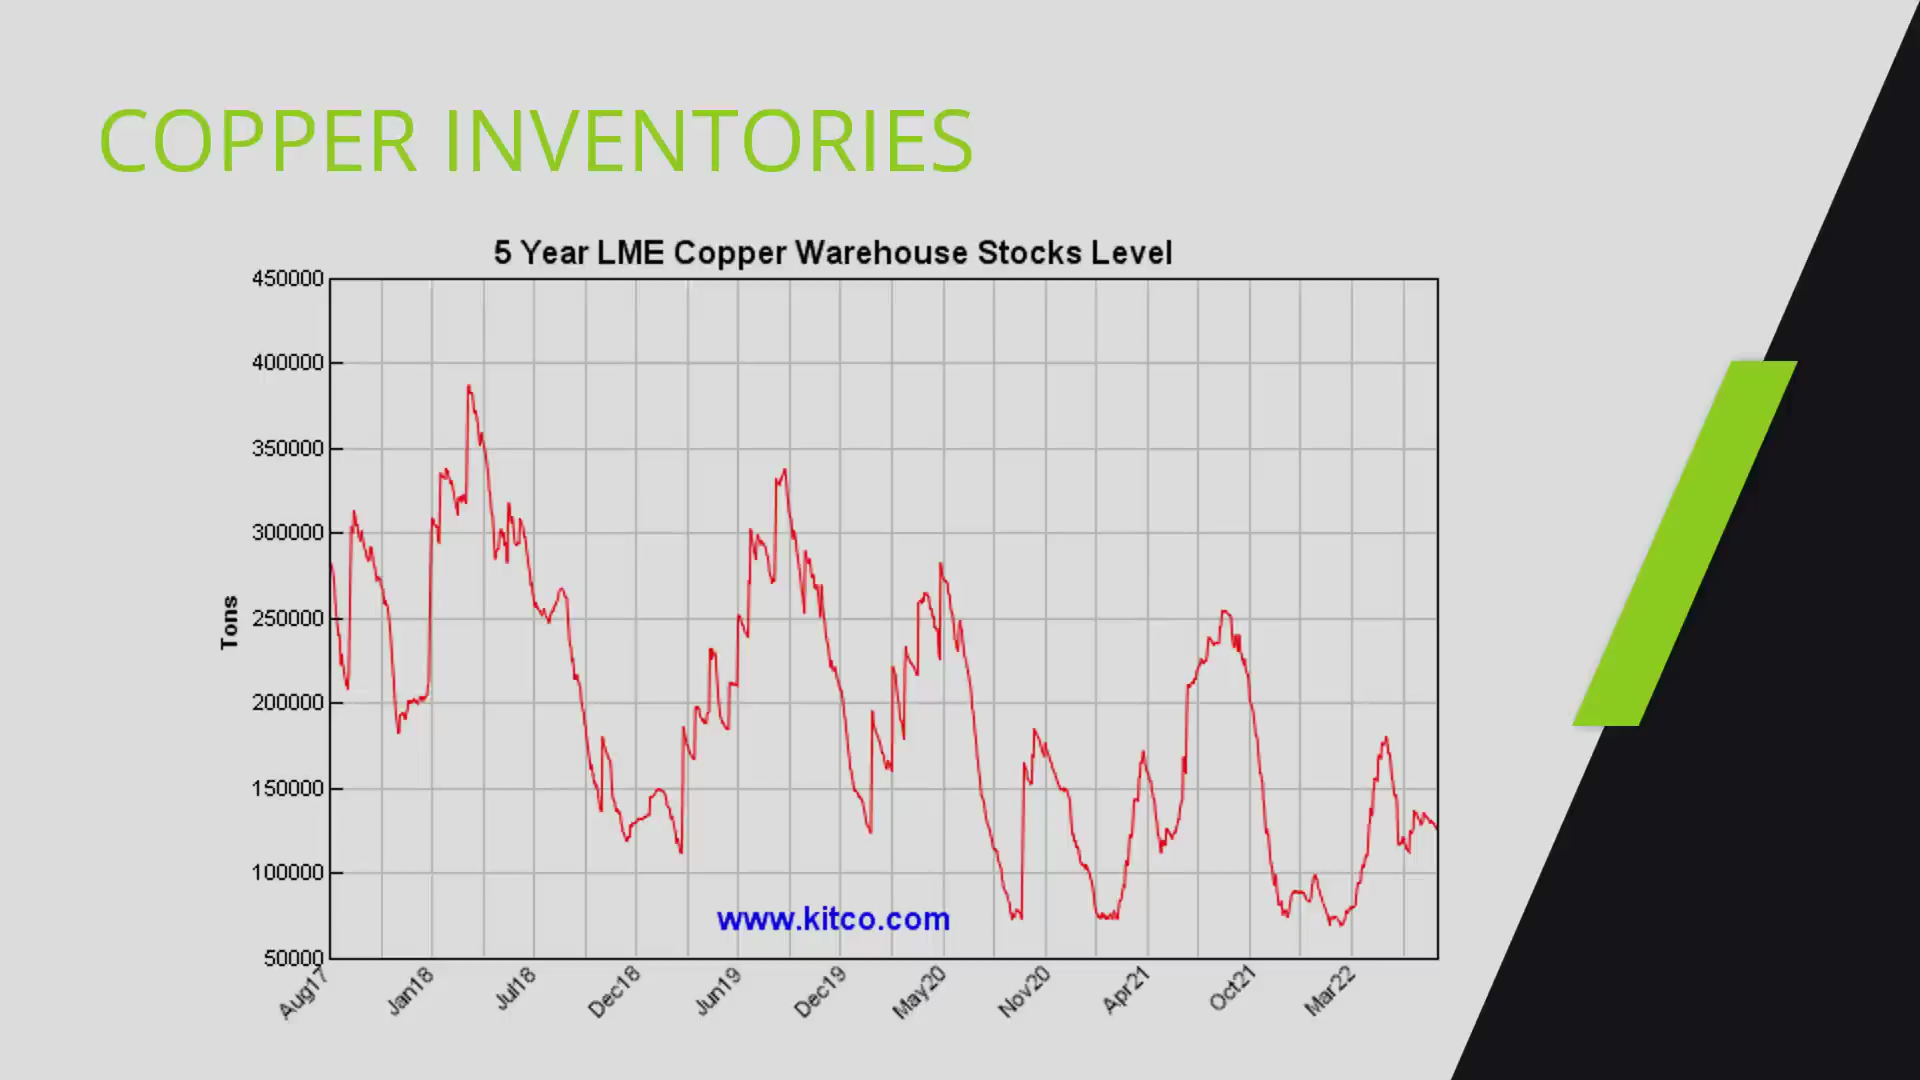 COPPER INVENTORIES
5 Year LME Copper Warehouse Stocks Level
450000
400000
350000
300000
250000
200000
150000
100000
50000
Tons
www.kitco.com
Aug17 Jan18 Jul18 Dec18 Jun19 Dec19 May20 Nov20 Apr21 Oct21 Mar22